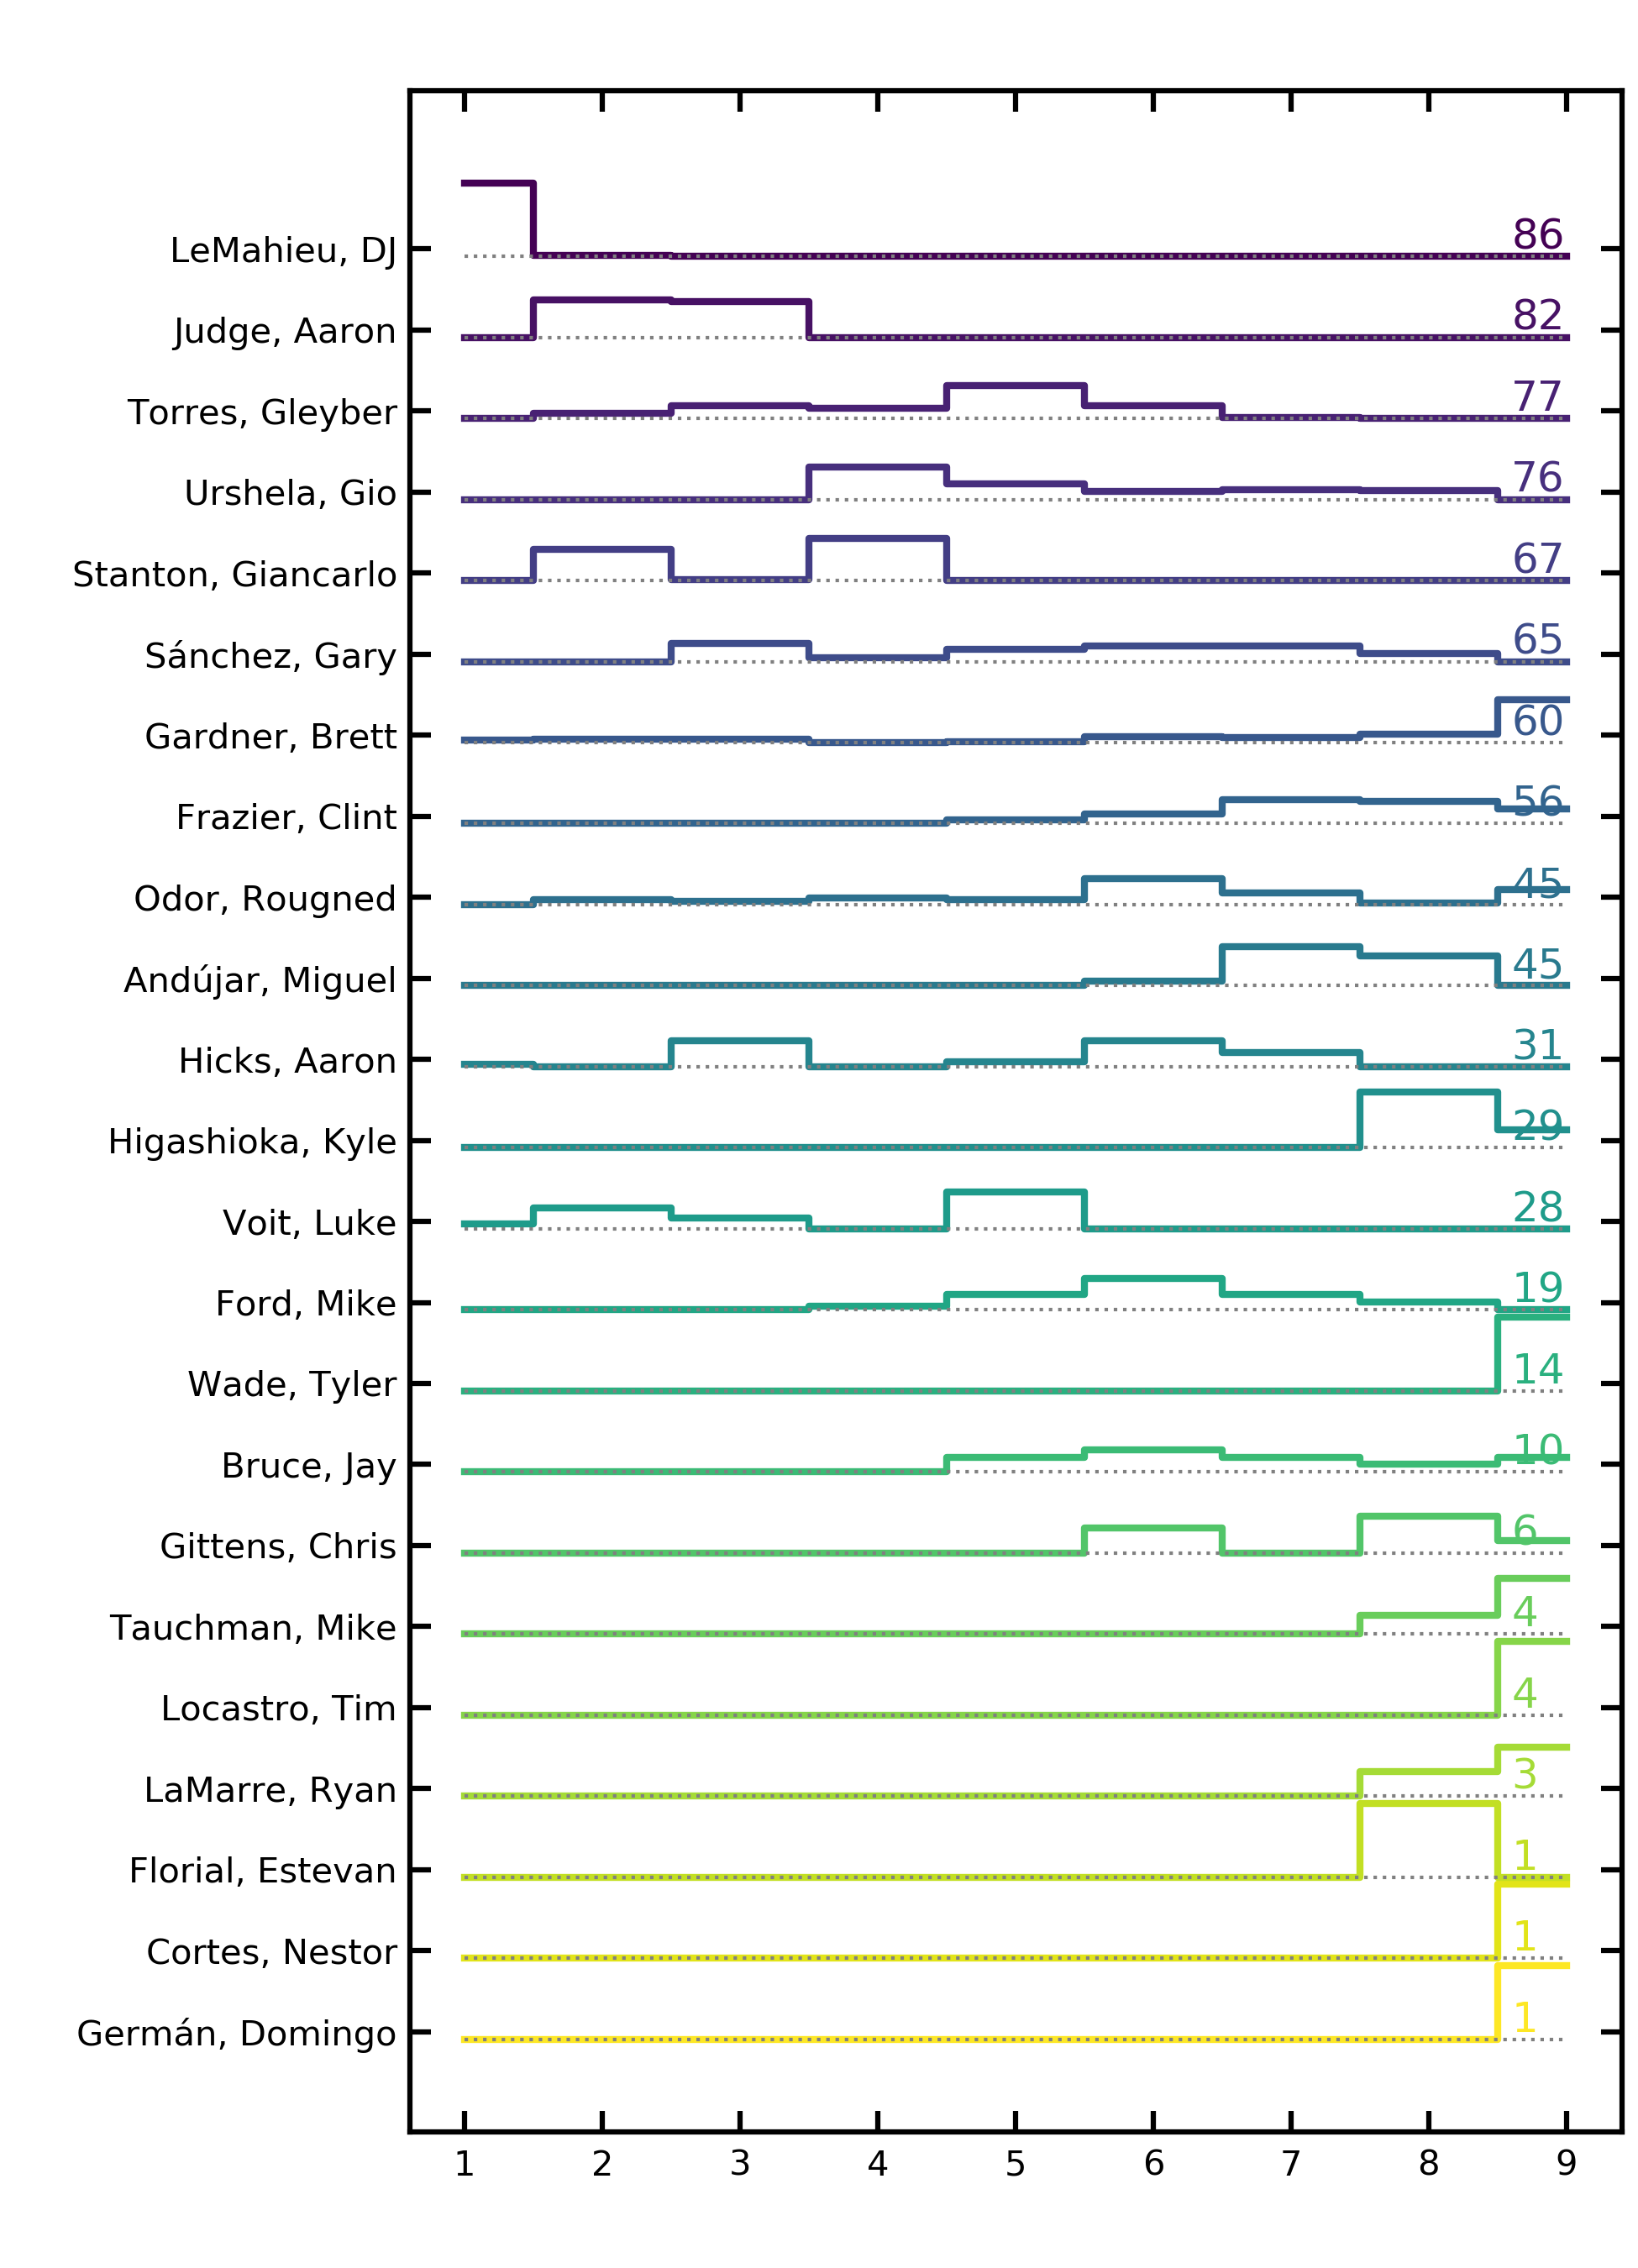 LeMahieu, DJ 86
Judge, Aaron 82
Torres, Gleyber 77
Urshela, Gio 76
Stanton, Giancarlo 67
Sánchez, Gary 65
Gardner, Brett 60
Frazier, Clint 56
Odor, Rougned 45
Andújar, Miguel 45
Hicks, Aaron 31
Higashioka, Kyle 29
Voit, Luke 28
Ford, Mike 19
Wade, Tyler 14
Bruce, Jay 10
Gittens, Chris 6
Tauchman, Mike 4
Locastro, Tim 4
LaMarre, Ryan 3
Florial, Estevan 1
Cortes, Nestor 1
Germán, Domingo 1
1 2 3 4 5 6 7 8 9